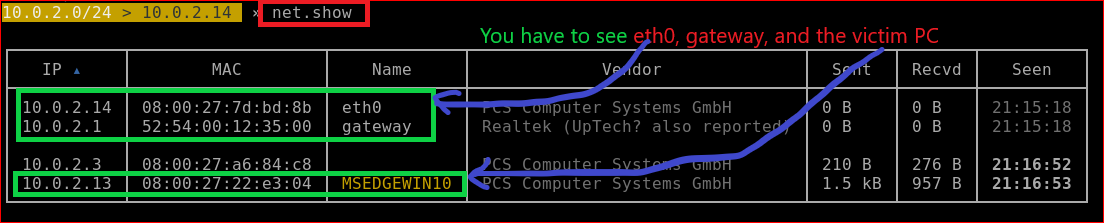 10.0.2.0/24 > 10.0.2.14 » net.show
You have to see eth0, gateway, and the victim PC
IP ▲ MAC Name Vendor Sent Recvd Seen
10.0.2.14 08:00:27:7d:bd:8b eth0 PCS Computer Systems GmbH 0 B 0 B 21:15:18
10.0.2.1 52:54:00:12:35:00 gateway Realtek (UpTech? also reported) 0 B 0 B 21:15:18
10.0.2.3 08:00:27:a6:84:c8 PCS Computer Systems GmbH 210 B 276 B 21:16:52
10.0.2.13 08:00:27:22:e3:04 MSEDGEWIN10 PCS Computer Systems GmbH 1.5 kB 957 B 21:16:53